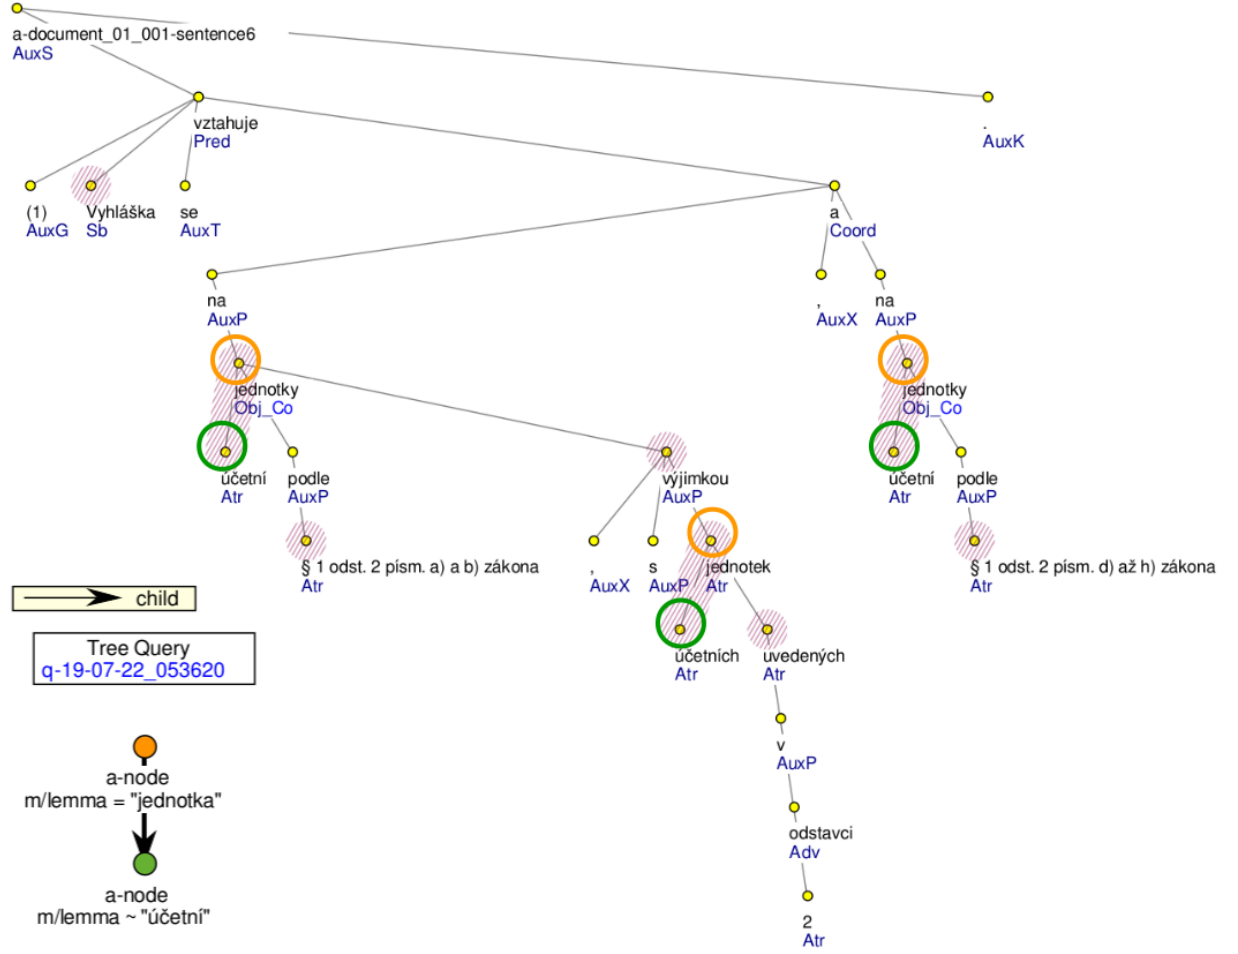 a-document_01_001-sentence6
AuxS
vztahuje
Pred
.
AuxK
(1) Vyhláška se
AuxG Sb AuxT
a
Coord
na
AuxP
,
AuxX
na
AuxP
jednotky
Obj_Co
jednotky
Obj_Co
účetní podle
Atr AuxP
výjimkou
AuxP
účetní podle
Atr AuxP
§ 1 odst. 2 písm. a) a b) zákona
Atr
, s jednotek
AuxX AuxP Atr
§ 1 odst. 2 písm. d) až h) zákona
Atr
child
Tree Query
q-19-07-22_053620
účetních uvedených
Atr Atr
v
AuxP
a-node
m/lemma = "jednotka"
odstavci
Adv
a-node
m/lemma ~ "účetní"
2
Atr